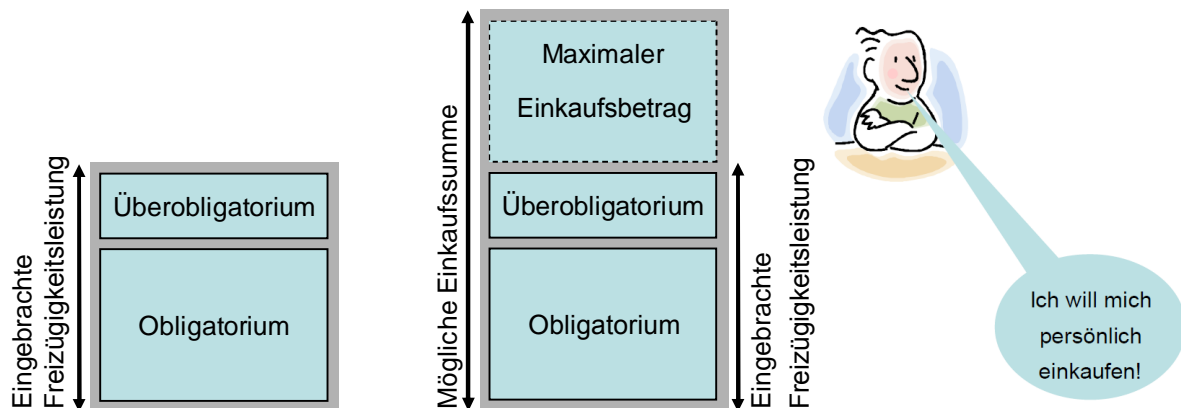 Eingebrachte
Freizügigkeitsleistung
Überobligatorium
Obligatorium
Mögliche Einkaufssumme
Maximaler
Einkaufsbetrag
Überobligatorium
Obligatorium
Eingebrachte
Freizügigkeitsleistung
Ich will mich
persönlich
einkaufen!